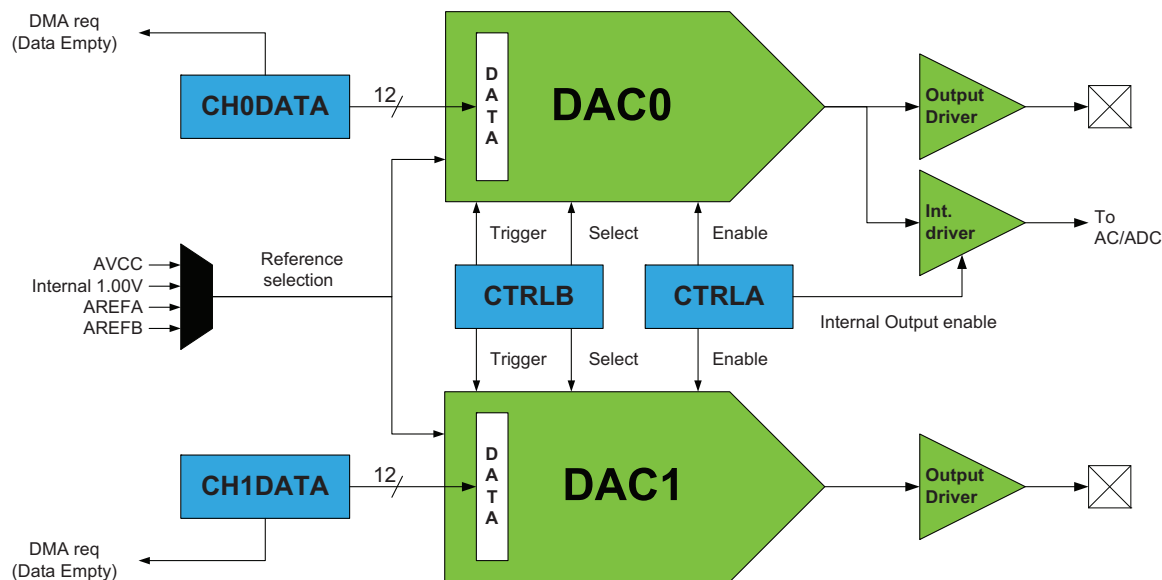 DMA req
(Data Empty)
CH0DATA
12
DATA
DAC0
Output
Driver
Int.
driver
To
AC/ADC
Trigger
Select
Enable
AVCC
Internal 1.00V
AREFA
AREFB
Reference
selection
CTRLB
CTRLA
Internal Output enable
Trigger
Select
Enable
CH1DATA
12
DATA
DAC1
Output
Driver
DMA req
(Data Empty)